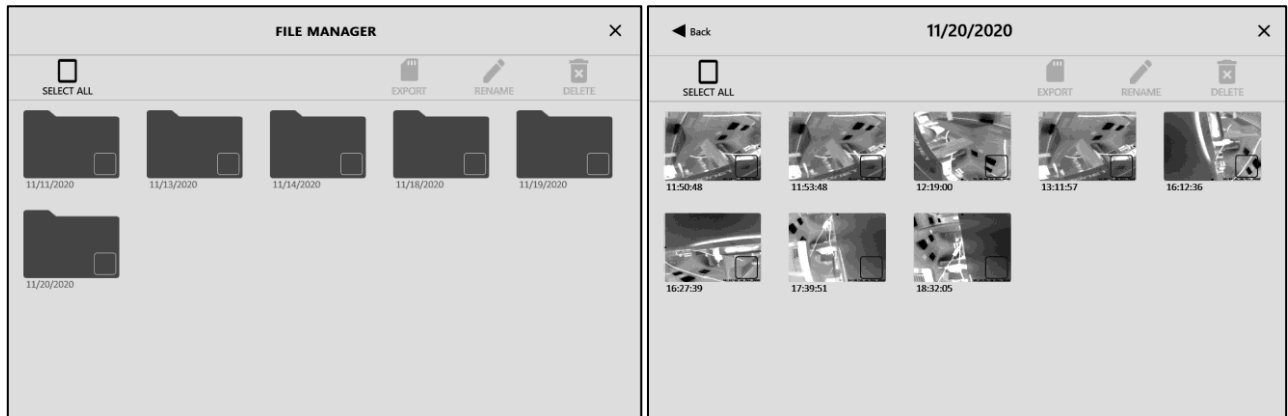 FILE MANAGER
SELECT ALL
EXPORT RENAME DELETE
11/11/2020 11/13/2020 11/14/2020 11/18/2020 11/19/2020
11/20/2020
Back
11/20/2020
SELECT ALL
EXPORT RENAME DELETE
11:50:48 11:53:48 12:19:00 13:11:57 16:12:36
16:27:39 17:39:51 18:32:05